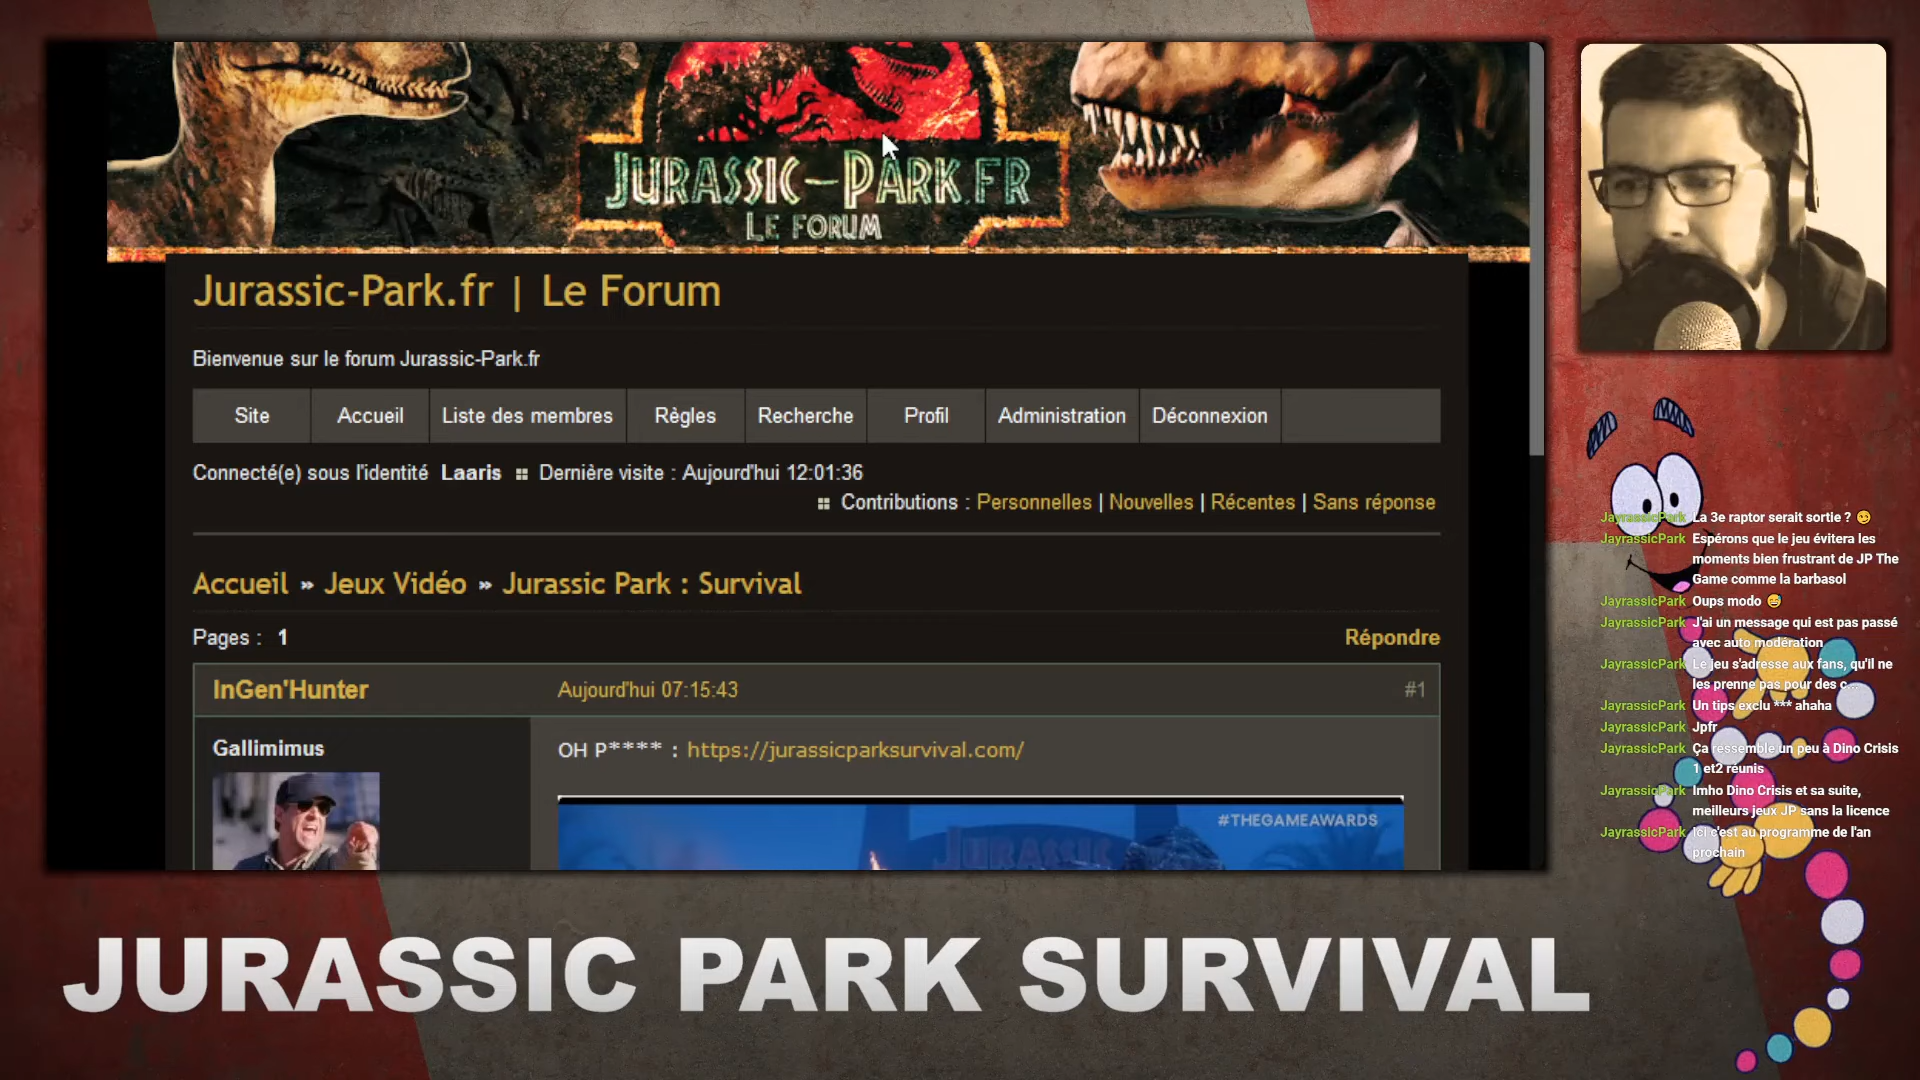 JURASSIC-PARK.FR
LE FORUM
Jurassic-Park.fr | Le Forum
Bienvenue sur le forum Jurassic-Park.fr
Site Accueil Liste des membres Règles Recherche Profil Administration Déconnexion
Connecté(e) sous l'identité Laaris Dernière visite : Aujourd'hui 12:01:36
Contributions : Personnelles | Nouvelles | Récentes | Sans réponse
Accueil » Jeux Vidéo » Jurassic Park : Survival
Pages : 1 Répondre
InGen'Hunter Aujourd'hui 07:15:43 #1
Gallimimus
OH P**** : https://jurassicparksurvival.com/
#THEGAMEAWARDS
JURASSIC
JayrassicPark La 3e raptor serait sortie ? 😏
JayrassicPark Espérons que le jeu évitera les
moments bien frustrant de JP The
Game comme la barbasol
JayrassicPark Oups modo 😅
JayrassicPark J'ai un message qui est pas passé
avec auto modération
JayrassicPark Le jeu s'adresse aux fans, qu'il ne
les prenne pas pour des c...
JayrassicPark Un tips exclu *** ahaha
JayrassicPark Jpfr
JayrassicPark Ça ressemble un peu à Dino Crisis
1 et2 réunis
JayrassicPark Imho Dino Crisis et sa suite,
meilleurs jeux JP sans la licence
JayrassicPark Ici c'est au programme de l'an
prochain
JURASSIC PARK SURVIVAL